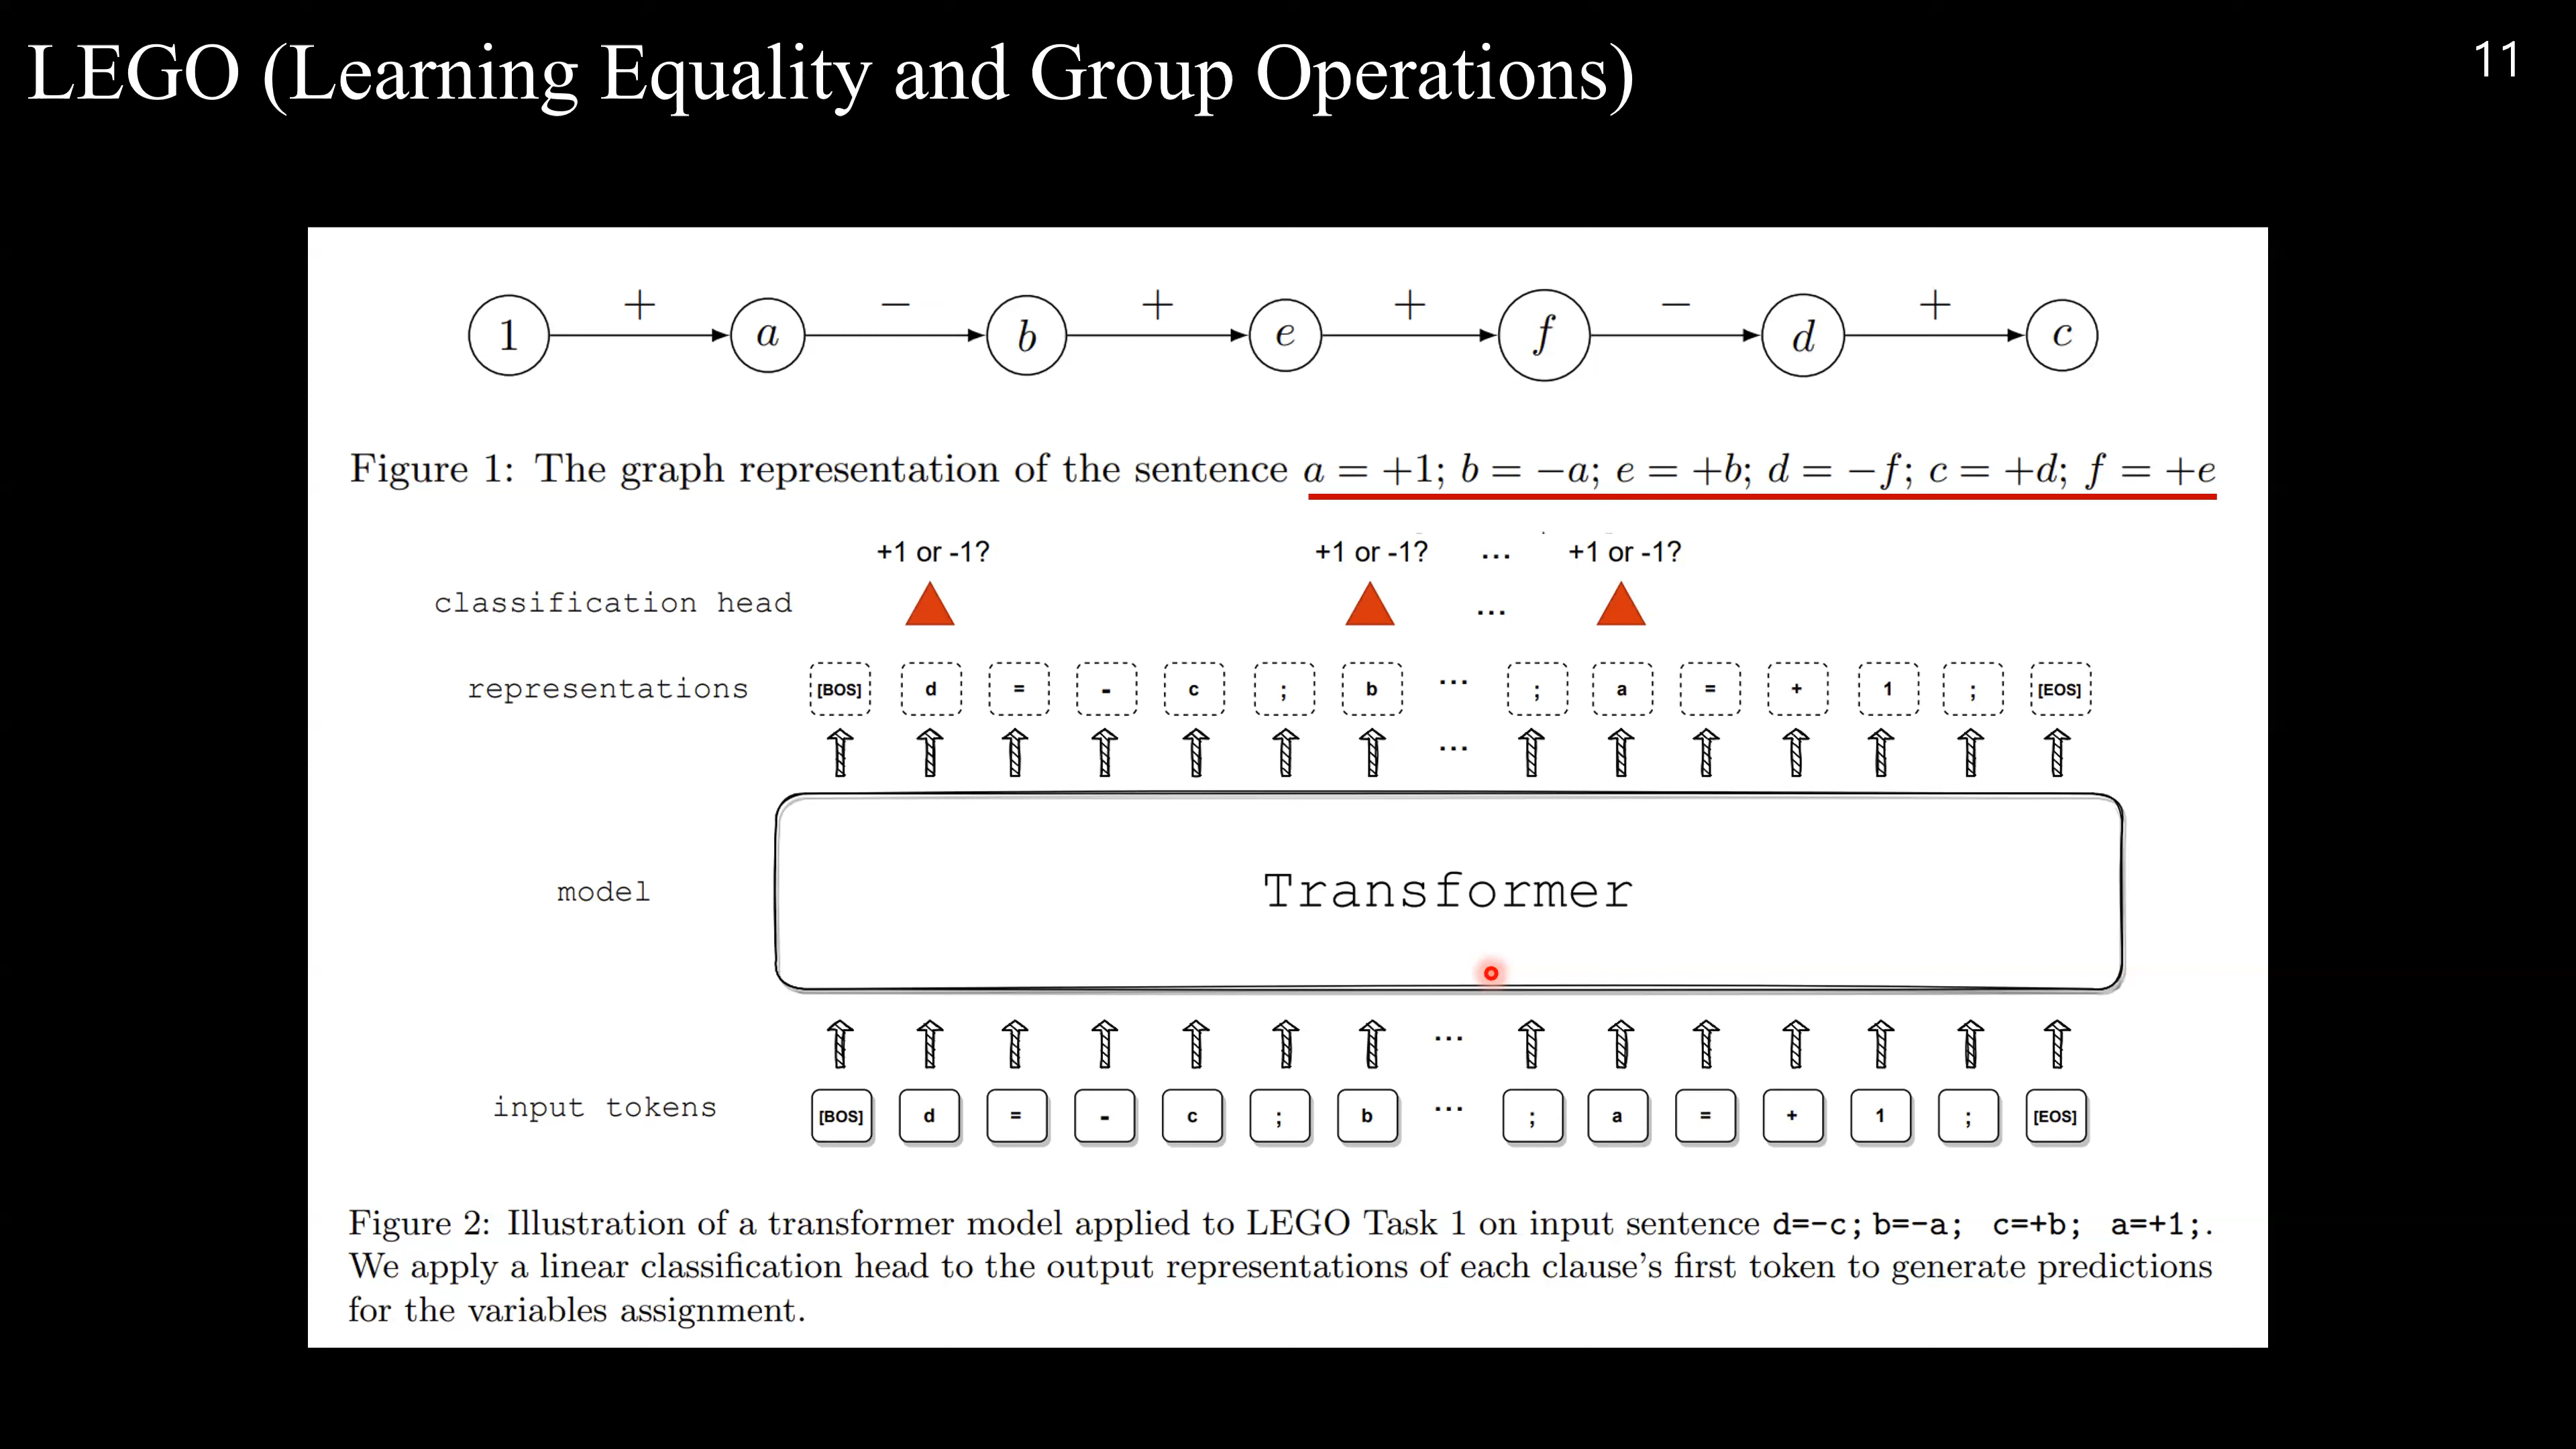 LEGO (Learning Equality and Group Operations)
11
+ − + + − +
1 a b e f d c
Figure 1: The graph representation of the sentence a = +1; b = −a; e = +b; d = −f; c = +d; f = +e
+1 or -1? +1 or -1? ... +1 or -1?
classification head ...
representations [BOS] d = - c ; b ... ; a = + 1 ; [EOS]
...
model Transformer
...
input tokens [BOS] d = - c ; b ... ; a = + 1 ; [EOS]
Figure 2: Illustration of a transformer model applied to LEGO Task 1 on input sentence d=-c; b=-a; c=+b; a=+1;.
We apply a linear classification head to the output representations of each clause's first token to generate predictions
for the variables assignment.